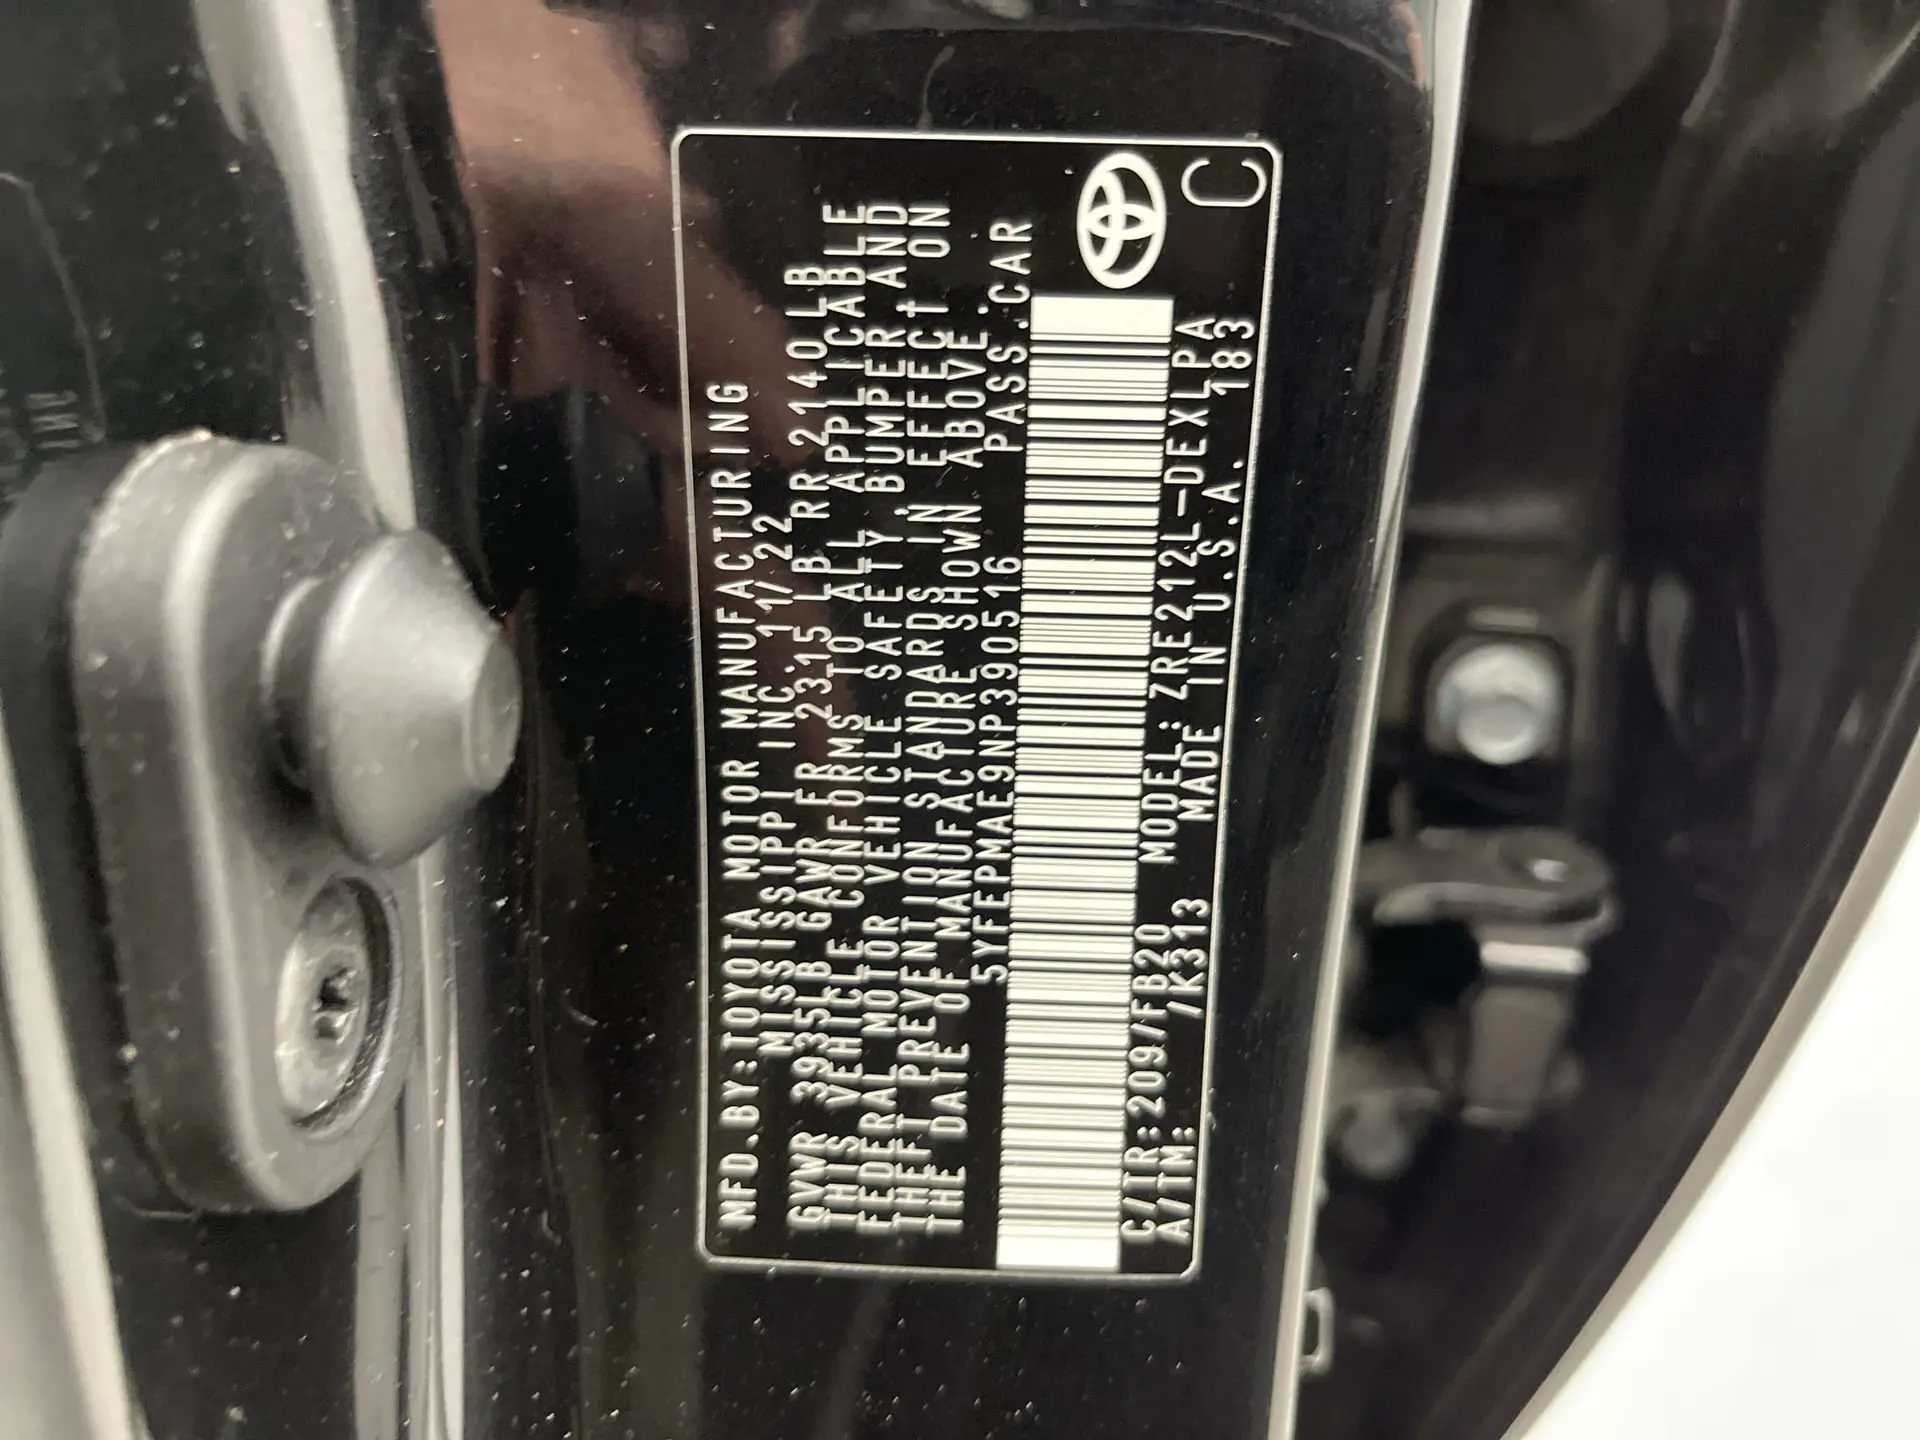 MFD.BY:TOYOTA MOTOR MANUFACTURING
MISSISSIPPI INC. 11/22
GVWR 3935LB GAWR FR 2315 LB RR 2140LB
THIS VEHICLE CONFORMS TO ALL APPLICABLE
FEDERAL MOTOR VEHICLE SAFETY, BUMPER AND
THEFT PREVENTION STANDARDS IN EFFECT ON
THE DATE OF MANUFACTURE SHOWN ABOVE.
5YFEPMAE9NP390516 PASS.CAR
C/TR:209/FB20 MODEL:ZRE212L-DEXLPA
A/TM: /K313 MADE IN U.S.A. 183
C